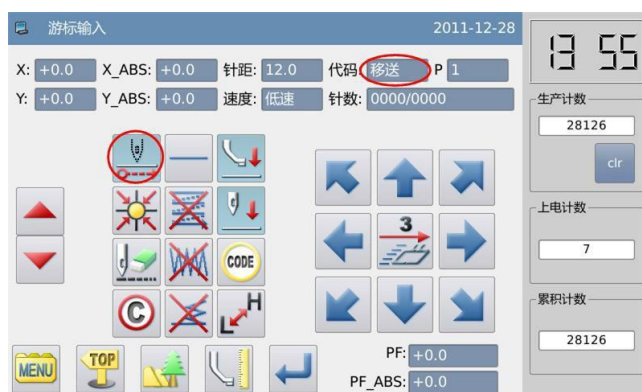 游标输入 2011-12-28
13 55
X: +0.0 X_ABS: +0.0 针距: 12.0 代码: 移送 P 1
Y: +0.0 Y_ABS: +0.0 速度: 低速 针数: 0000/0000
生产计数
28126
clr
上电计数
7
累积计数
28126
3
CODE
C
L H
MENU TOP
PF: +0.0
PF_ABS: +0.0